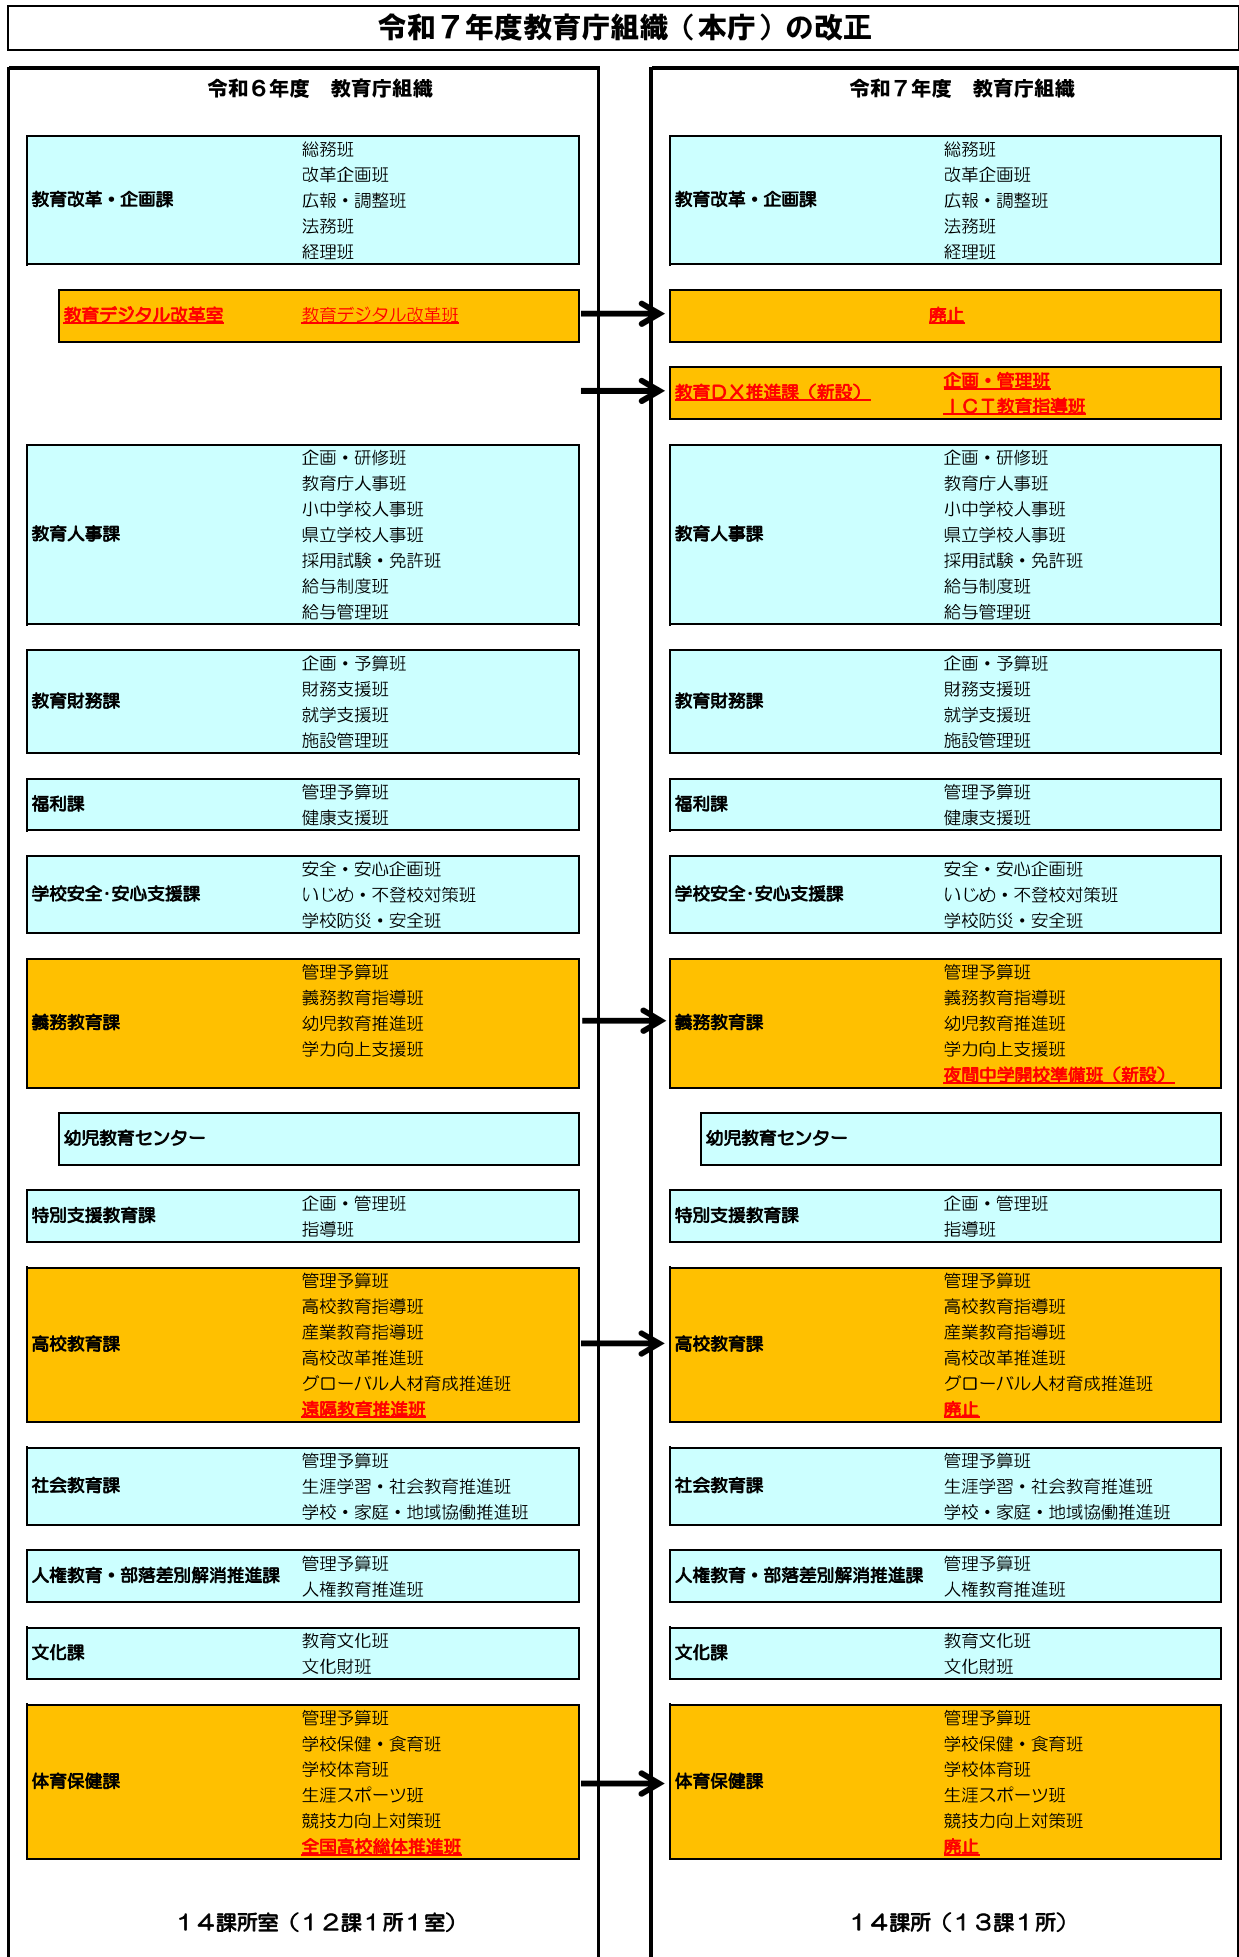 令和７年度教育庁組織（本庁）の改正
令和６年度　教育庁組織
教育改革・企画課
総務班
改革企画班
広報・調整班
法務班
経理班
教育デジタル改革室
教育デジタル改革班
教育人事課
企画・研修班
教育庁人事班
小中学校人事班
県立学校人事班
採用試験・免許班
給与制度班
給与管理班
教育財務課
企画・予算班
財務支援班
就学支援班
施設管理班
福利課
管理予算班
健康支援班
学校安全･安心支援課
安全・安心企画班
いじめ・不登校対策班
学校防災・安全班
義務教育課
管理予算班
義務教育指導班
幼児教育推進班
学力向上支援班
幼児教育センター
特別支援教育課
企画・管理班
指導班
高校教育課
管理予算班
高校教育指導班
産業教育指導班
高校改革推進班
グローバル人材育成推進班
遠隔教育推進班
社会教育課
管理予算班
生涯学習・社会教育推進班
学校・家庭・地域協働推進班
人権教育・部落差別解消推進課
管理予算班
人権教育推進班
文化課
教育文化班
文化財班
体育保健課
管理予算班
学校保健・食育班
学校体育班
生涯スポーツ班
競技力向上対策班
全国高校総体推進班
１４課所室（１２課１所１室）
令和７年度　教育庁組織
教育改革・企画課
総務班
改革企画班
広報・調整班
法務班
経理班
廃止
教育ＤＸ推進課（新設）
企画・管理班
ＩＣＴ教育指導班
教育人事課
企画・研修班
教育庁人事班
小中学校人事班
県立学校人事班
採用試験・免許班
給与制度班
給与管理班
教育財務課
企画・予算班
財務支援班
就学支援班
施設管理班
福利課
管理予算班
健康支援班
学校安全･安心支援課
安全・安心企画班
いじめ・不登校対策班
学校防災・安全班
義務教育課
管理予算班
義務教育指導班
幼児教育推進班
学力向上支援班
夜間中学開校準備班（新設）
幼児教育センター
特別支援教育課
企画・管理班
指導班
高校教育課
管理予算班
高校教育指導班
産業教育指導班
高校改革推進班
グローバル人材育成推進班
廃止
社会教育課
管理予算班
生涯学習・社会教育推進班
学校・家庭・地域協働推進班
人権教育・部落差別解消推進課
管理予算班
人権教育推進班
文化課
教育文化班
文化財班
体育保健課
管理予算班
学校保健・食育班
学校体育班
生涯スポーツ班
競技力向上対策班
廃止
１４課所（１３課１所）